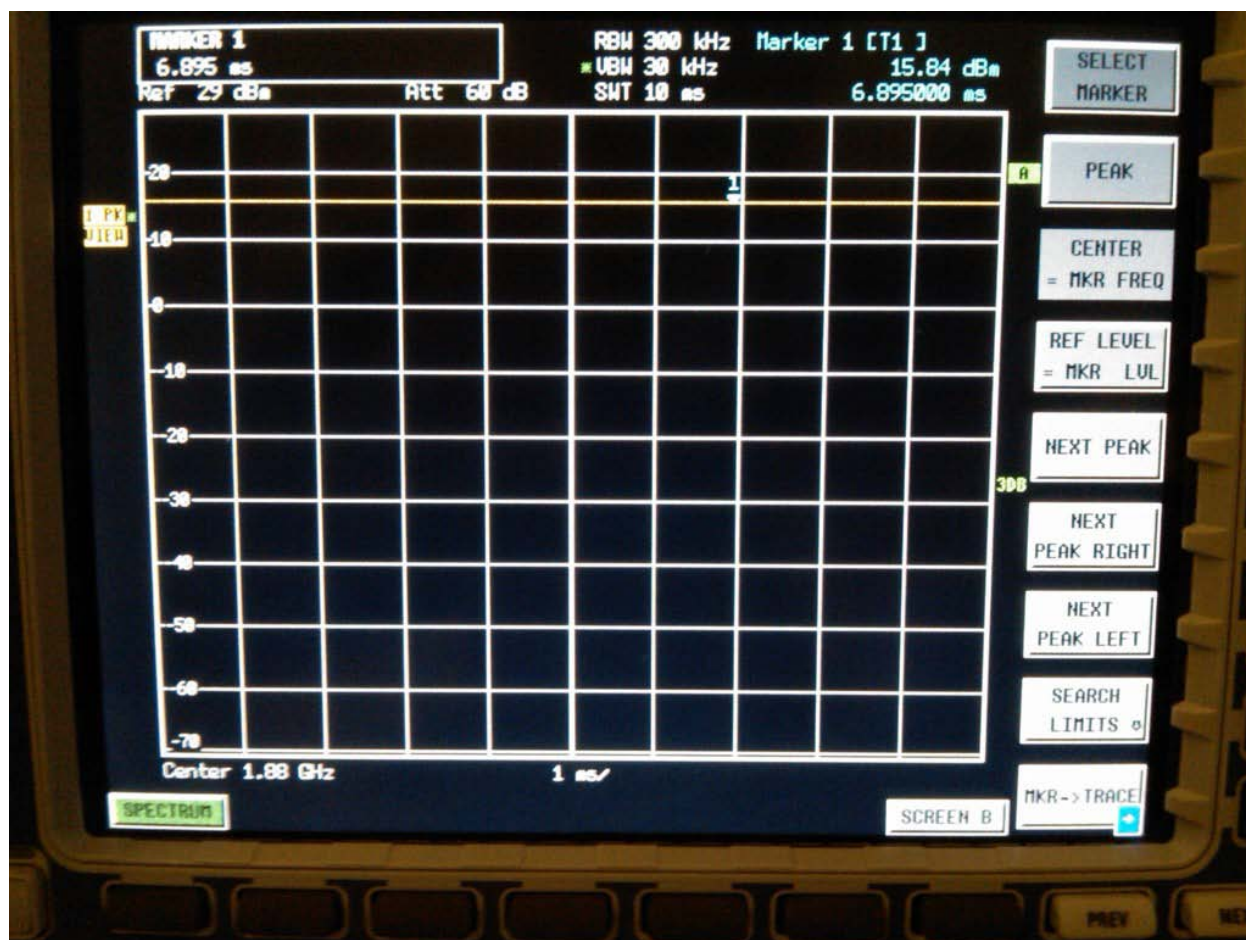 MARKER 1
6.895 ms
RBW 300 kHz
*VBW 30 kHz
SWT 10 ms
Marker 1 [T1 ]
15.84 dBm
6.895000 ms
Ref 29 dBm
Att 60 dB
20
10
0
-10
-20
-30
-40
-50
-60
-70
1
1 PK*
VIEW
A
3DB
Center 1.88 GHz
1 ms/
SPECTRUM
SCREEN B
SELECT
MARKER
PEAK
CENTER
= MKR FREQ
REF LEVEL
= MKR LVL
NEXT PEAK
NEXT
PEAK RIGHT
NEXT
PEAK LEFT
SEARCH
LIMITS
MKR->TRACE
PREV